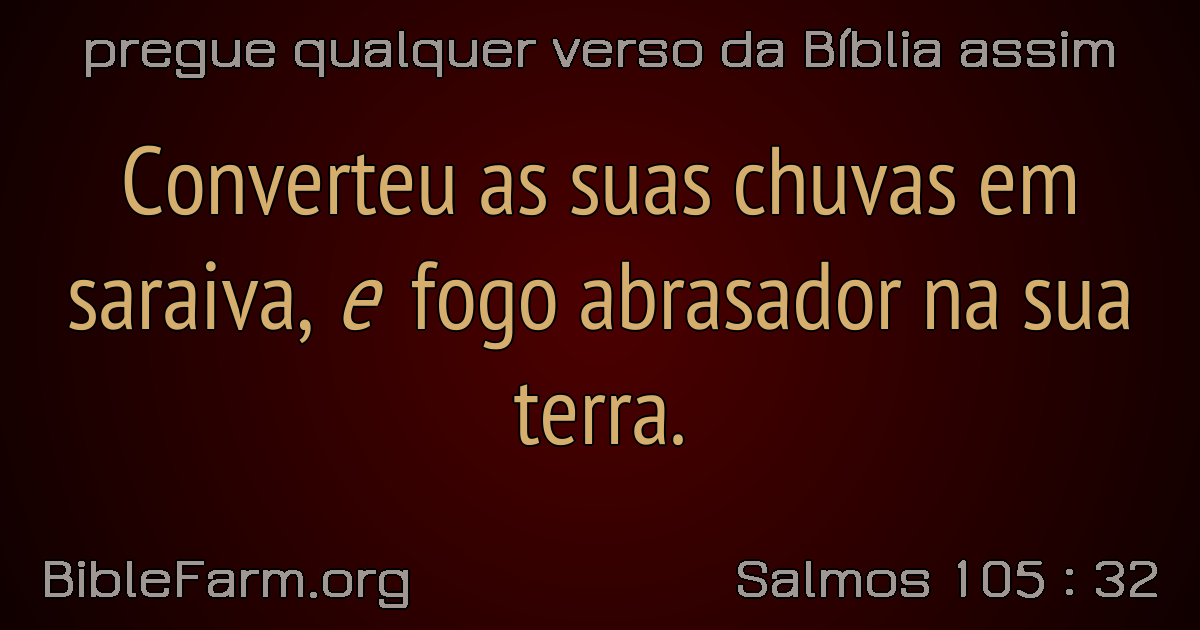 pregue qualquer verso da Bíblia assim
Converteu as suas chuvas em
saraiva, e fogo abrasador na sua
terra.
BibleFarm.org
Salmos 105 : 32